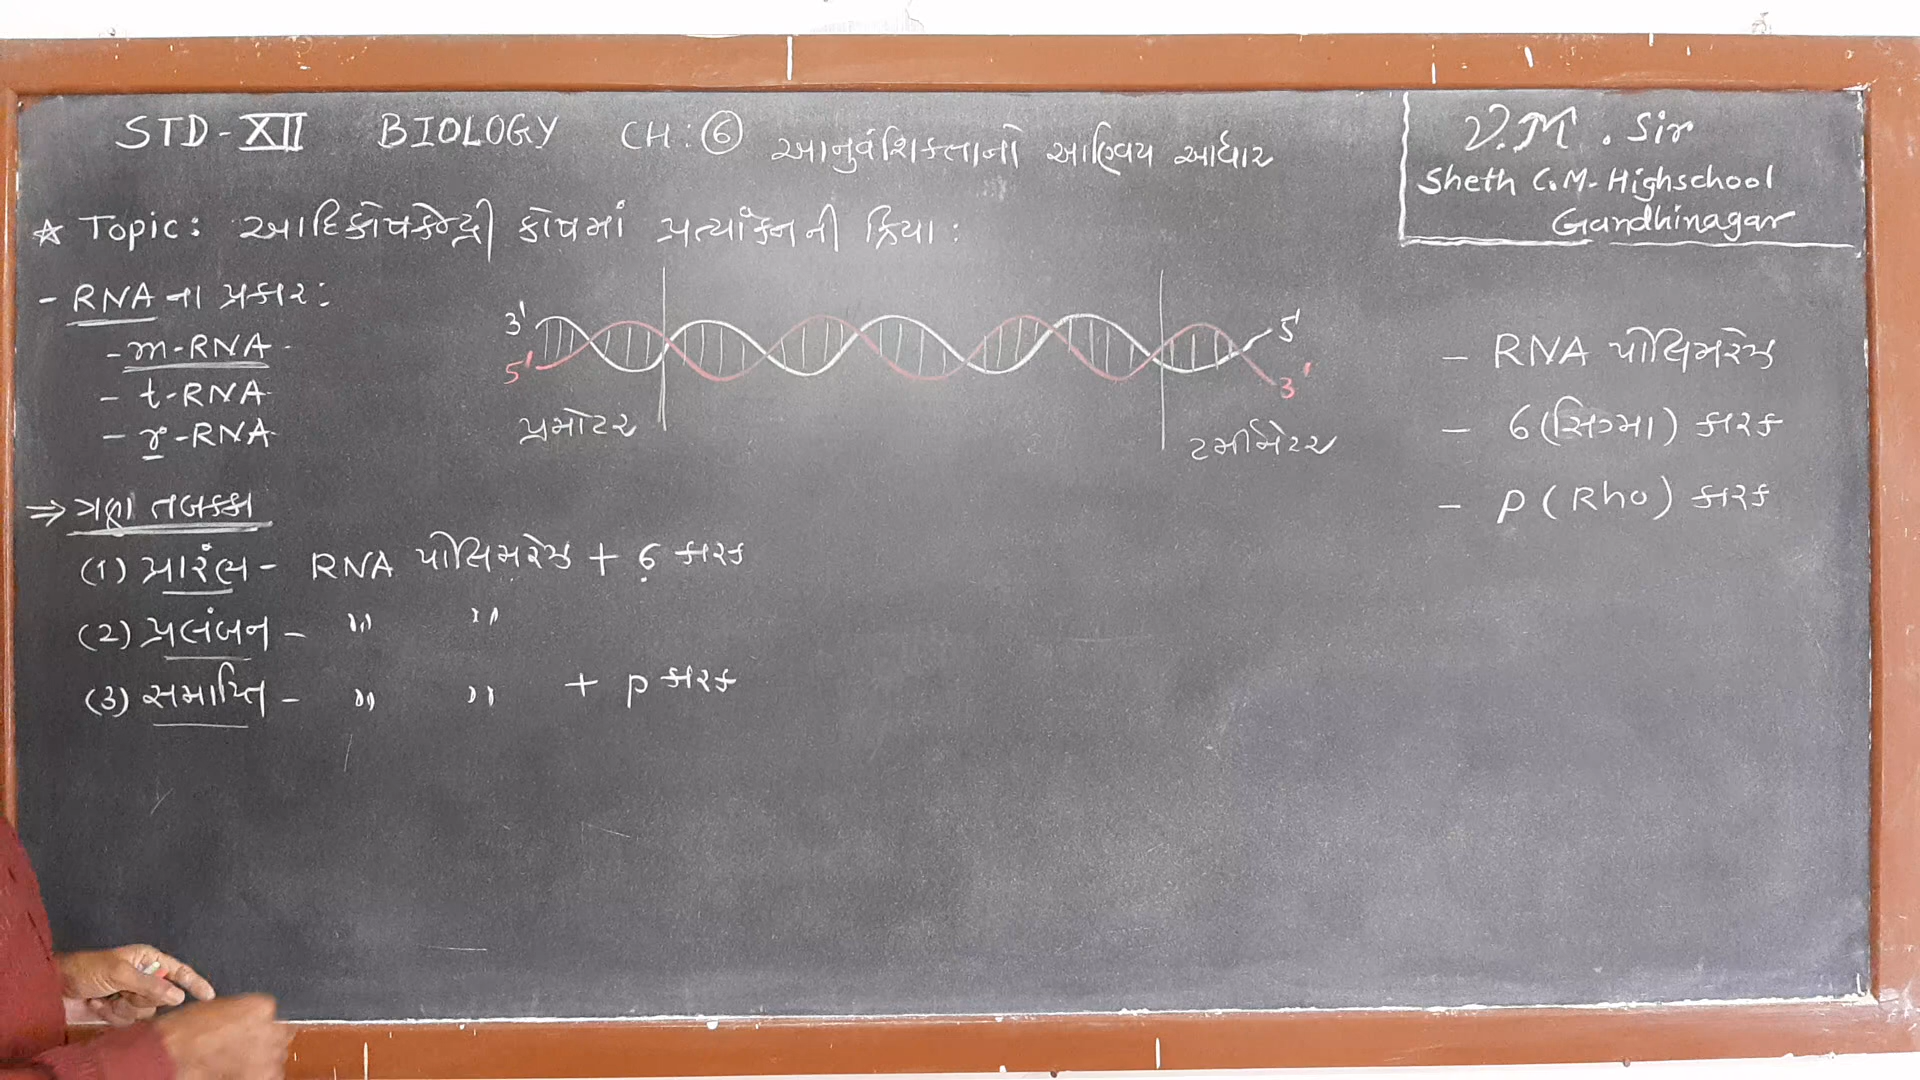 STD-XII BIOLOGY CH:⑥ આનુવંશિકતાનો આણ્વિય આધાર
V.M. Sir
Sheth C.M. Highschool
Gandhinagar
☆ Topic: આદિકોષકેન્દ્રી કોષમાં પ્રત્યાંકનની ક્રિયા:
- RNA ના પ્રકાર:
- m-RNA
- t-RNA
- r-RNA
3' 5'
5' 3'
પ્રમોટર ટર્મીનેટર
- RNA પોલિમરેઝ
- 6 (સિગ્મા) કારક
- ρ (Rho) કારક
⇒ ત્રણ તબક્કા
(1) પ્રારંભ - RNA પોલિમરેઝ + 6 કારક
(2) પ્રલંબન - " "
(3) સમાપ્તિ - " " + ρ કારક